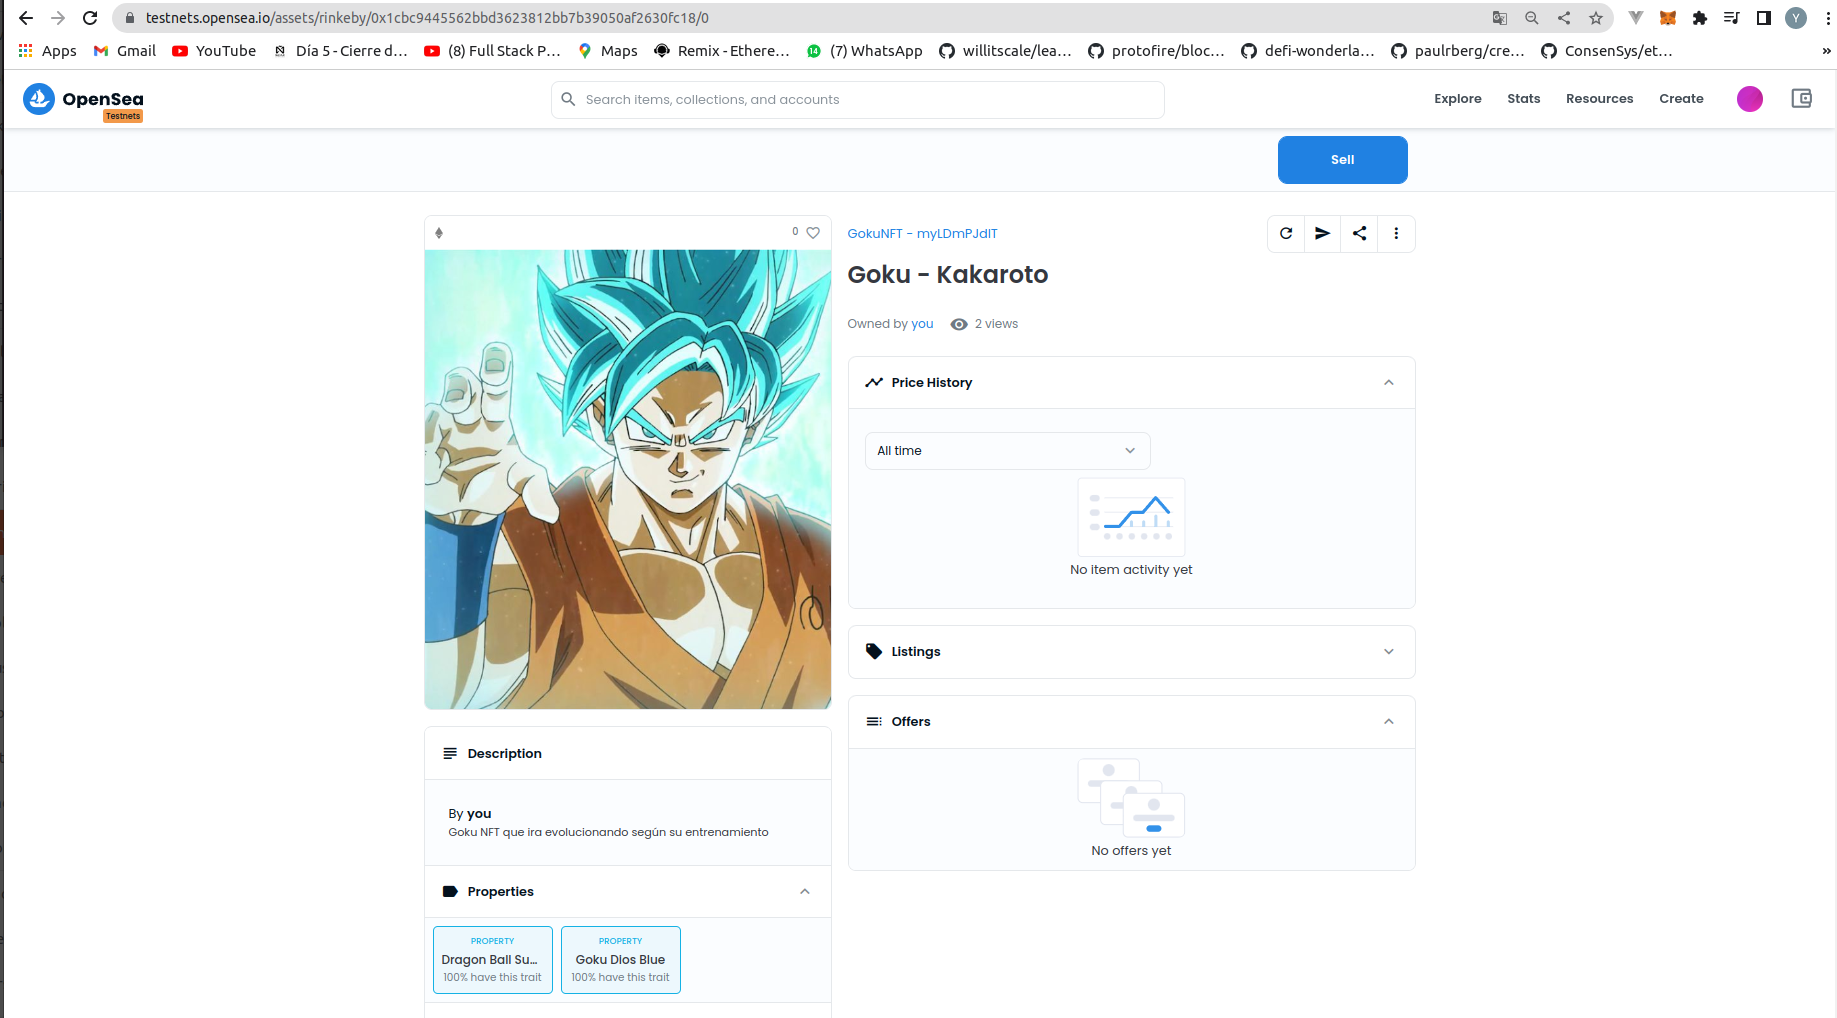 testnets.opensea.io/assets/rinkeby/0x1cbc9445562bbd3623812bb7b39050af2630fc18/0
Y
Apps
Gmail
YouTube
Día 5 - Cierre d...
(8) Full Stack P...
Maps
Remix - Ethere...
14
(7) WhatsApp
willitscale/lea...
protofire/bloc...
defi-wonderla...
paulrberg/cre...
ConsenSys/et...
»
OpenSea
Testnets
Search items, collections, and accounts
Explore
Stats
Resources
Create
Sell
0
GokuNFT - myLDmPJdIT
Goku - Kakaroto
Owned by you
2 views
Price History
All time
No item activity yet
Listings
Offers
No offers yet
Description
By you
Goku NFT que ira evolucionando según su entrenamiento
Properties
PROPERTY
Dragon Ball Su...
100% have this trait
PROPERTY
Goku Dios Blue
100% have this trait